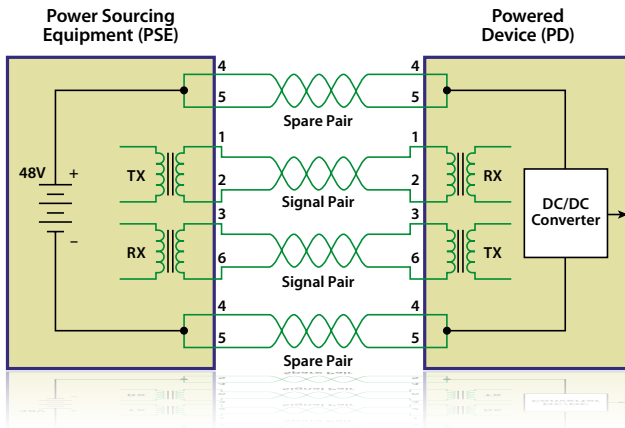 Power Sourcing
Equipment (PSE)
Powered
Device (PD)
4
4
5
5
Spare Pair
1
1
48V
+
TX
RX
2
2
Signal Pair
DC/DC
Converter
3
3
–
RX
TX
6
6
Signal Pair
4
4
5
5
Spare Pair